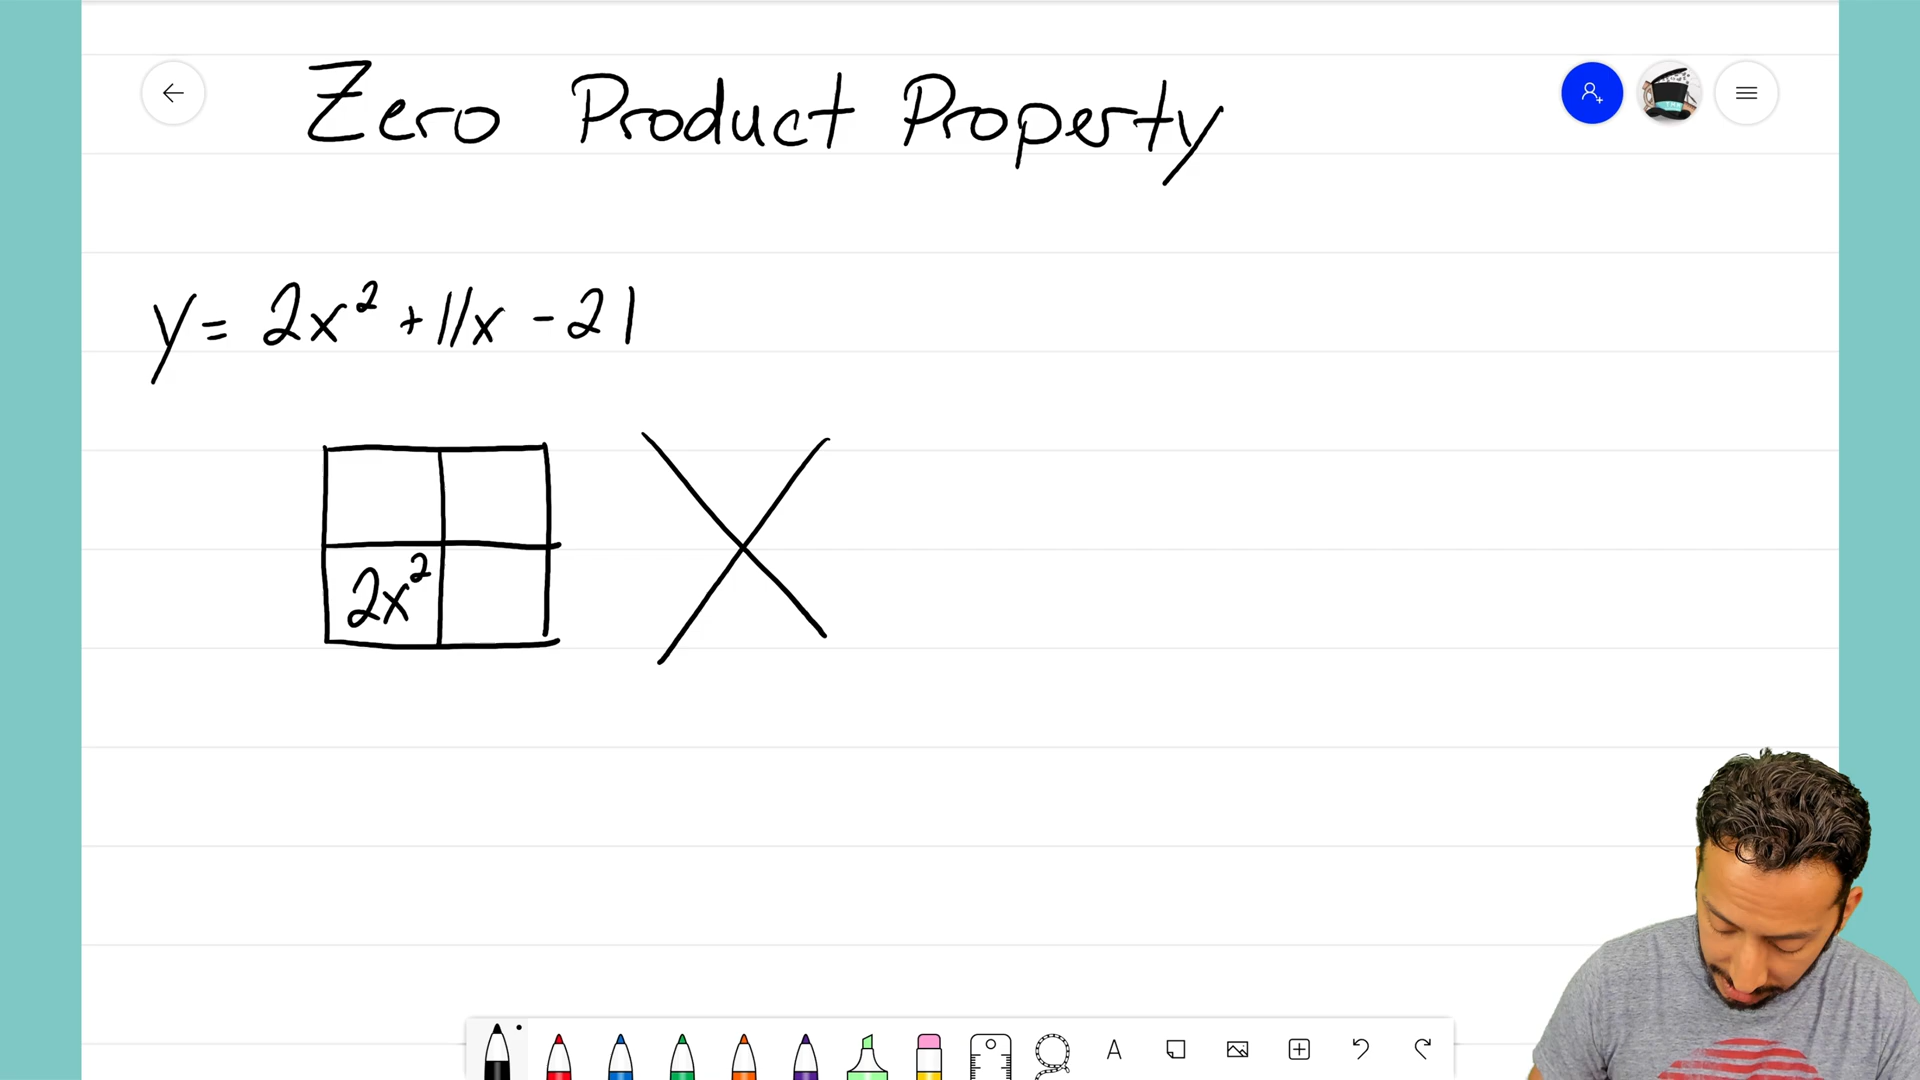 Zero Product Property
y = 2x² + 11x - 21
2x²
A